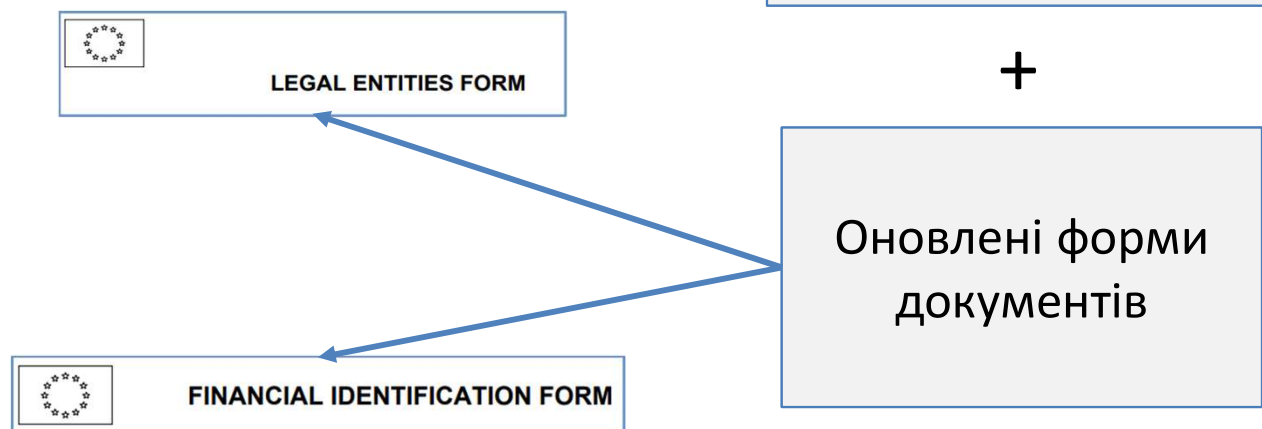 LEGAL ENTITIES FORM
+
Оновлені форми
документів
FINANCIAL IDENTIFICATION FORM